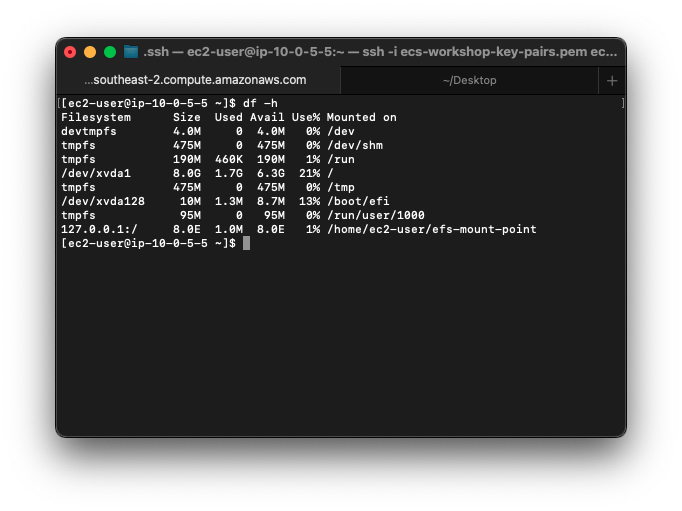 .ssh — ec2-user@ip-10-0-5-5:~ — ssh -i ecs-workshop-key-pairs.pem ec...
...southeast-2.compute.amazonaws.com
~/Desktop
+
[[ec2-user@ip-10-0-5-5 ~]$ df -h ]
Filesystem      Size  Used Avail Use% Mounted on
devtmpfs        4.0M     0  4.0M   0% /dev
tmpfs           475M     0  475M   0% /dev/shm
tmpfs           190M  460K  190M   1% /run
/dev/xvda1      8.0G  1.7G  6.3G  21% /
tmpfs           475M     0  475M   0% /tmp
/dev/xvda128     10M  1.3M  8.7M  13% /boot/efi
tmpfs            95M     0   95M   0% /run/user/1000
127.0.0.1:/     8.0E  1.0M  8.0E   1% /home/ec2-user/efs-mount-point
[ec2-user@ip-10-0-5-5 ~]$